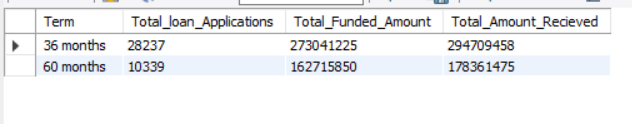 Term Total_loan_Applications Total_Funded_Amount Total_Amount_Recieved
36 months 28237 273041225 294709458
60 months 10339 162715850 178361475